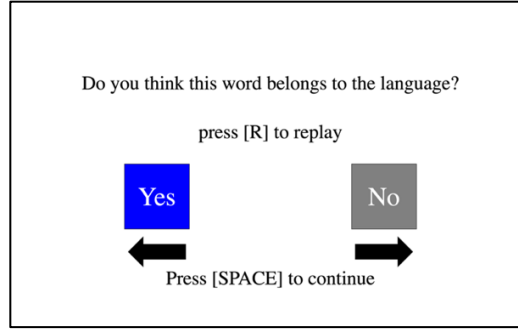 Do you think this word belongs to the language?
press [R] to replay
Yes
No
Press [SPACE] to continue